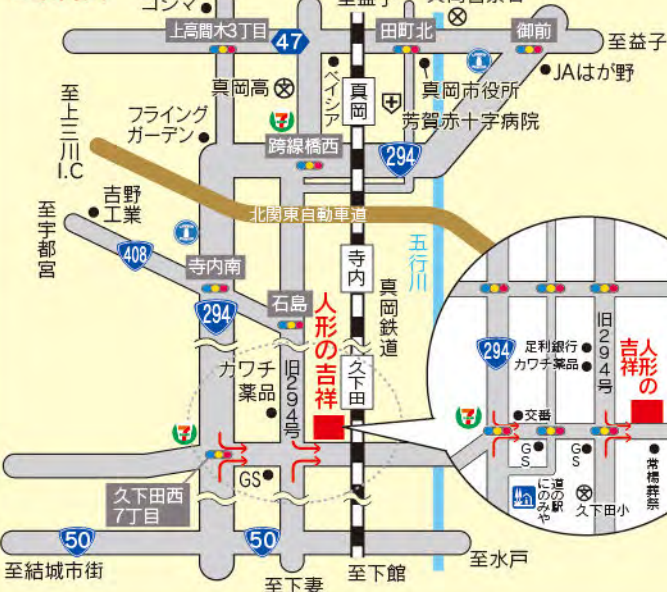 コジマ
至益子
上高間木3丁目
47
田町北
御前
至益子
真岡高
ベイシア
真岡
真岡市役所
JAはが野
芳賀赤十字病院
フライング
ガーデン
7
跨線橋西
294
至上三川I.C
吉野
工業
北関東自動車道
至宇都宮
408
寺内南
294
石島
人形の吉祥
寺内
真岡鉄道
五行川
カワチ
薬品
旧294号
久下田
7
GS
久下田西
7丁目
50
50
至結城市街
至下妻
至下館
至水戸
294
足利銀行
カワチ薬品
旧294号
人形の
吉祥
7
交番
GS
GS
道の駅
にのみや
久下田小
常楊葬祭